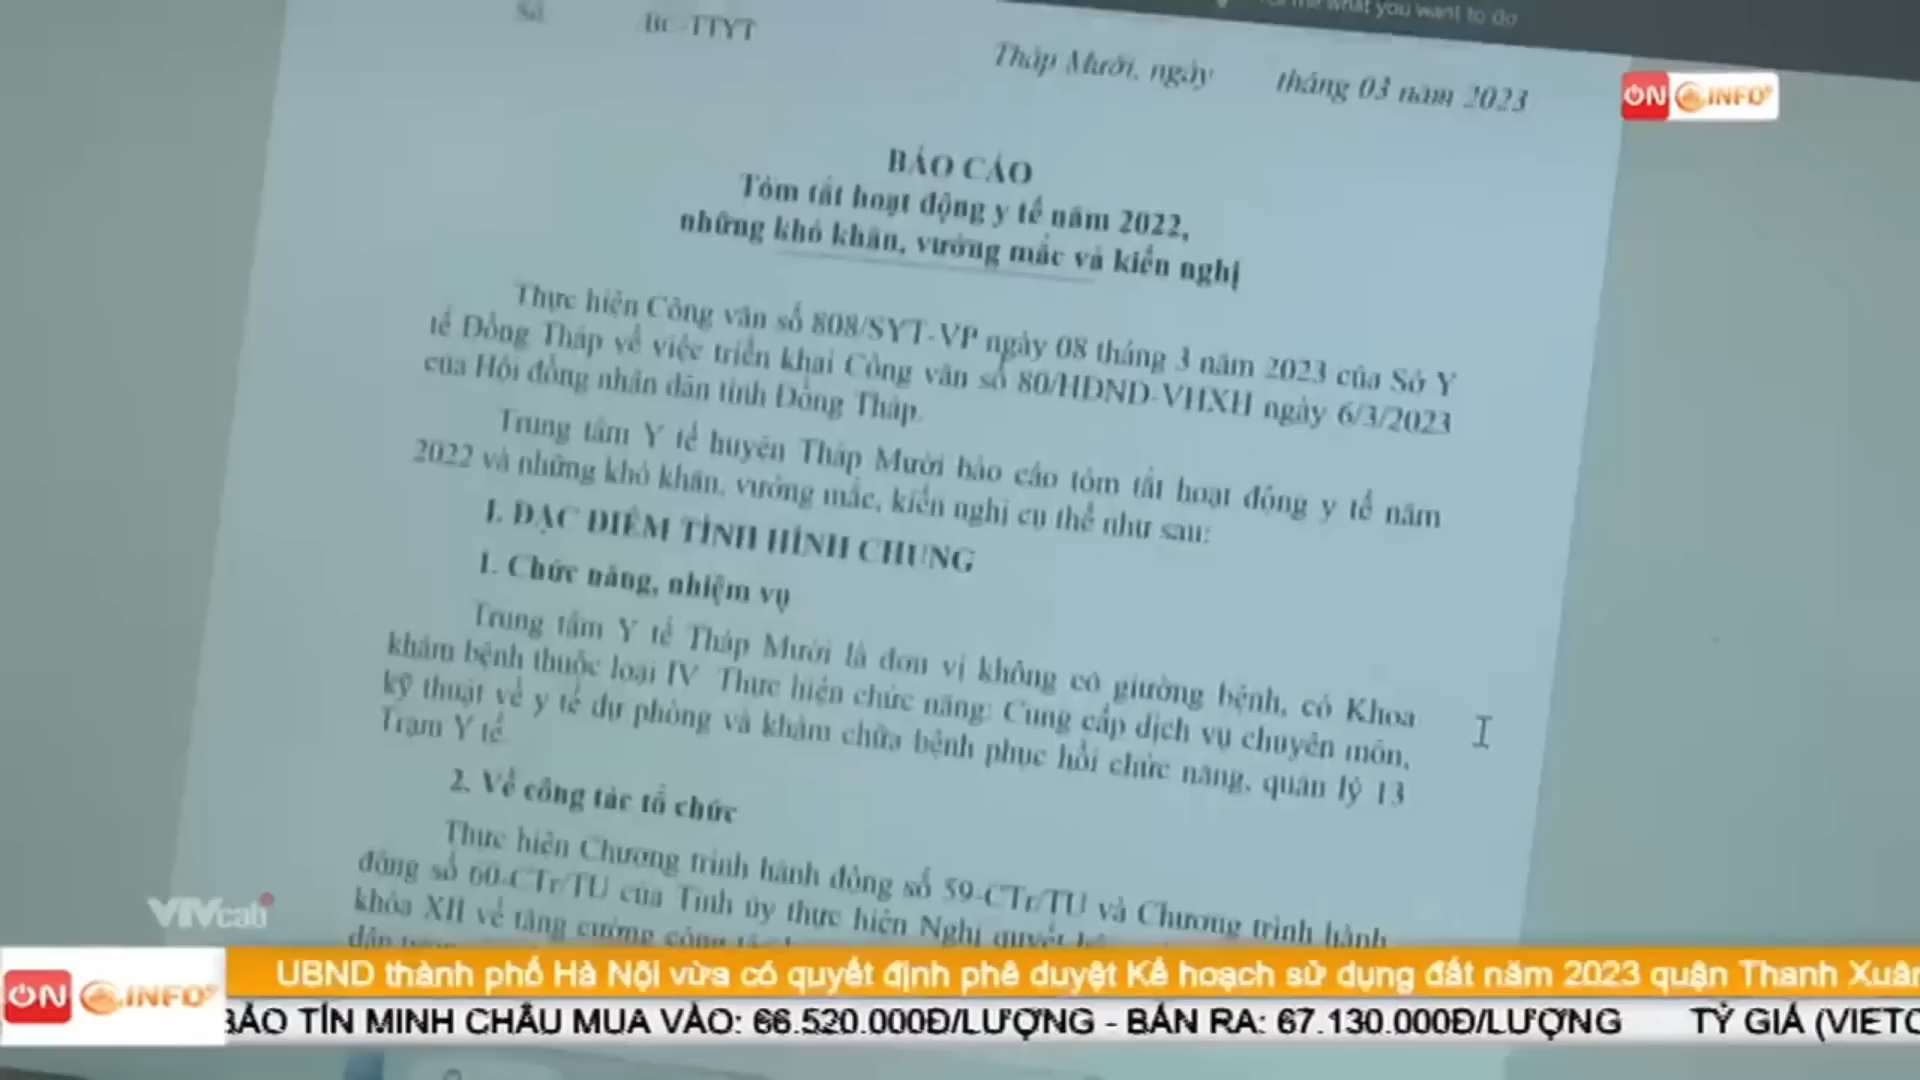 me what you want to do
Số
BC-TTYT
Tháp Mười, ngày tháng 03 năm 2023
ON INFO
BÁO CÁO
Tóm tắt hoạt động y tế năm 2022,
những khó khăn, vướng mắc và kiến nghị
Thực hiện Công văn số 808/SYT-VP ngày 08 tháng 3 năm 2023 của Sở Y
tế Đồng Tháp về việc triển khai Công văn số 80/HĐND-VHXH ngày 6/3/2023
của Hội đồng nhân dân tỉnh Đồng Tháp.
Trung tâm Y tế huyện Tháp Mười báo cáo tóm tắt hoạt động y tế năm
2022 và những khó khăn, vướng mắc, kiến nghị cụ thể như sau:
I. ĐẶC ĐIỂM TÌNH HÌNH CHUNG
1. Chức năng, nhiệm vụ
Trung tâm Y tế Tháp Mười là đơn vị không có giường bệnh, có Khoa
khám bệnh thuộc loại IV. Thực hiện chức năng: Cung cấp dịch vụ chuyên môn,
kỹ thuật về y tế dự phòng và khám chữa bệnh phục hồi chức năng, quản lý 13
Trạm Y tế.
2. Về công tác tổ chức
Thực hiện Chương trình hành động số 59-CTr/TU và Chương trình hành
động số 60-CTr/TU của Tỉnh ủy thực hiện Nghị quyết
khóa XII về tăng cường công tác
dân
VTVcab
ON INFO
UBND thành phố Hà Nội vừa có quyết định phê duyệt Kế hoạch sử dụng đất năm 2023 quận Thanh Xuân
BẢO TÍN MINH CHÂU MUA VÀO: 66.520.000Đ/LƯỢNG - BÁN RA: 67.130.000Đ/LƯỢNG TỶ GIÁ (VIETC